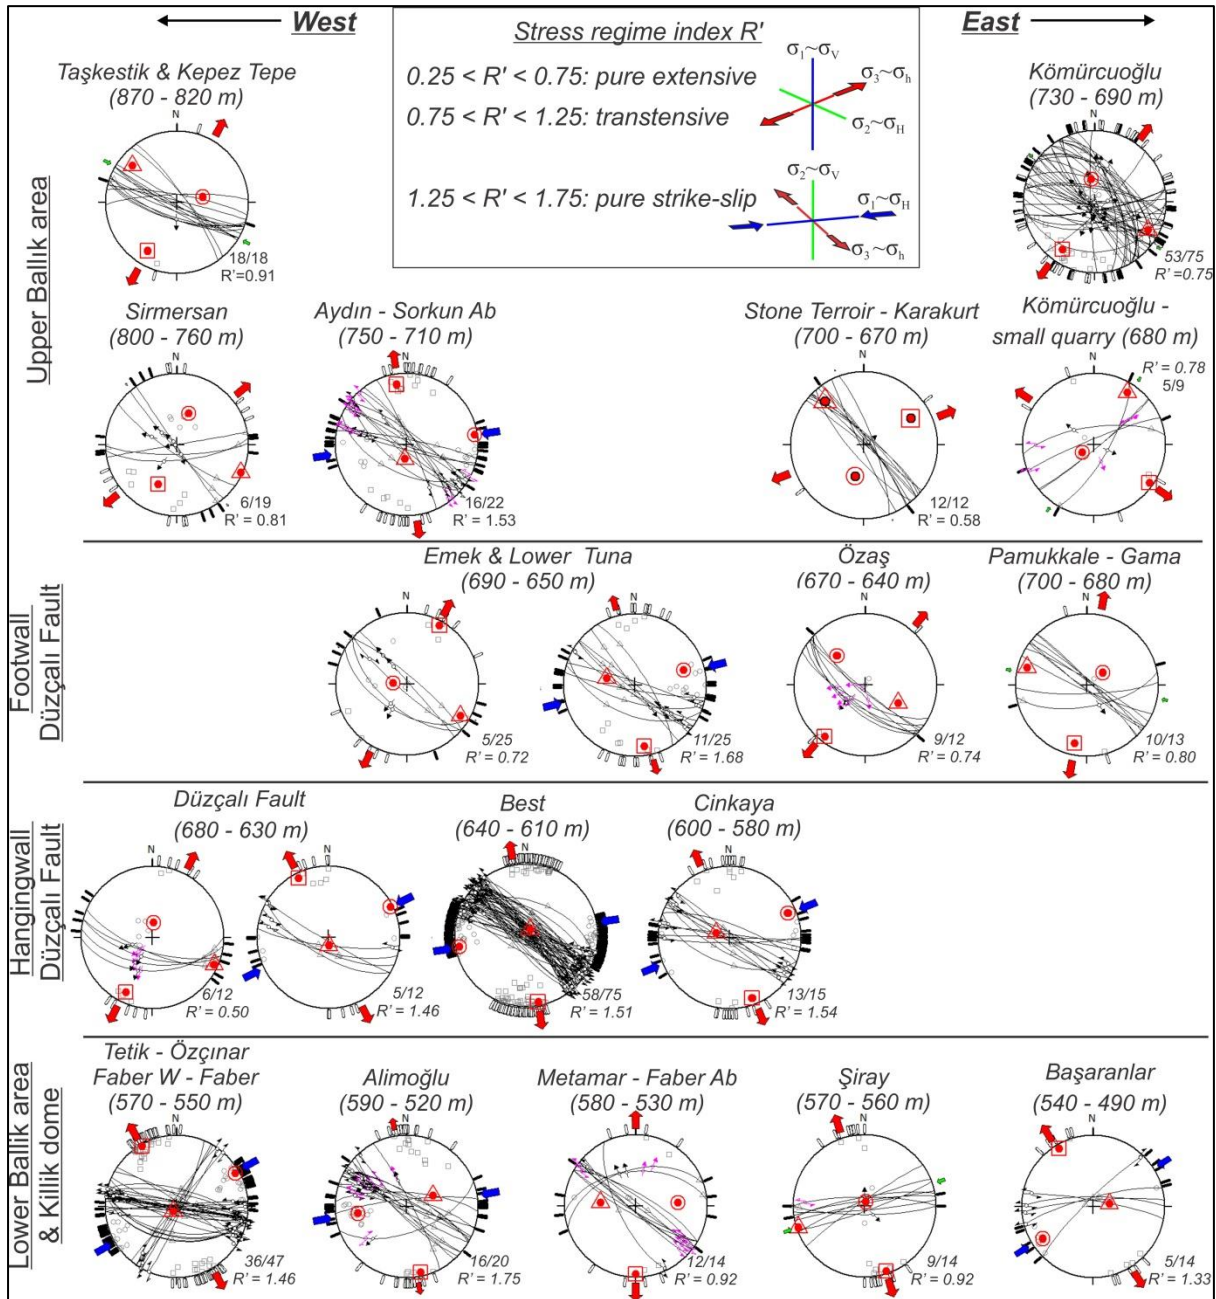 West
East
Stress regime index R'
0.25 < R' < 0.75: pure extensive
0.75 < R' < 1.25: transtensive
1.25 < R' < 1.75: pure strike-slip
σ1~σV
σ3~σh
σ2~σH
σ2~σV
σ1~σH
σ3~σh
Upper Ballık area
Taşkestik & Kepez Tepe
(870 - 820 m)
N
18/18
R'=0.91
Kömürcuoğlu
(730 - 690 m)
N
53/75
R'=0.75
Sirmersan
(800 - 760 m)
N
6/19
R' = 0.81
Aydın - Sorkun Ab
(750 - 710 m)
N
16/22
R' = 1.53
Stone Terroir - Karakurt
(700 - 670 m)
N
12/12
R' = 0.58
Kömürcuoğlu -
small quarry (680 m)
N
R' = 0.78
5/9
Footwall
Düzçalı Fault
Emek & Lower Tuna
(690 - 650 m)
N
5/25
R' = 0.72
N
11/25
R' = 1.68
Özaş
(670 - 640 m)
N
9/12
R' = 0.74
Pamukkale - Gama
(700 - 680 m)
N
10/13
R' = 0.80
Hangingwall
Düzçalı Fault
Düzçalı Fault
(680 - 630 m)
N
6/12
R' = 0.50
N
5/12
R' = 1.46
Best
(640 - 610 m)
N
58/75
R' = 1.51
Cinkaya
(600 - 580 m)
N
13/15
R' = 1.54
Lower Ballık area
& Killik dome
Tetik - Özçınar
Faber W - Faber
(570 - 550 m)
N
36/47
R' = 1.46
Alimoğlu
(590 - 520 m)
N
16/20
R' = 1.75
Metamar - Faber Ab
(580 - 530 m)
N
12/14
R' = 0.92
Şiray
(570 - 560 m)
N
9/14
R' = 0.92
Başaranlar
(540 - 490 m)
N
5/14
R' = 1.33